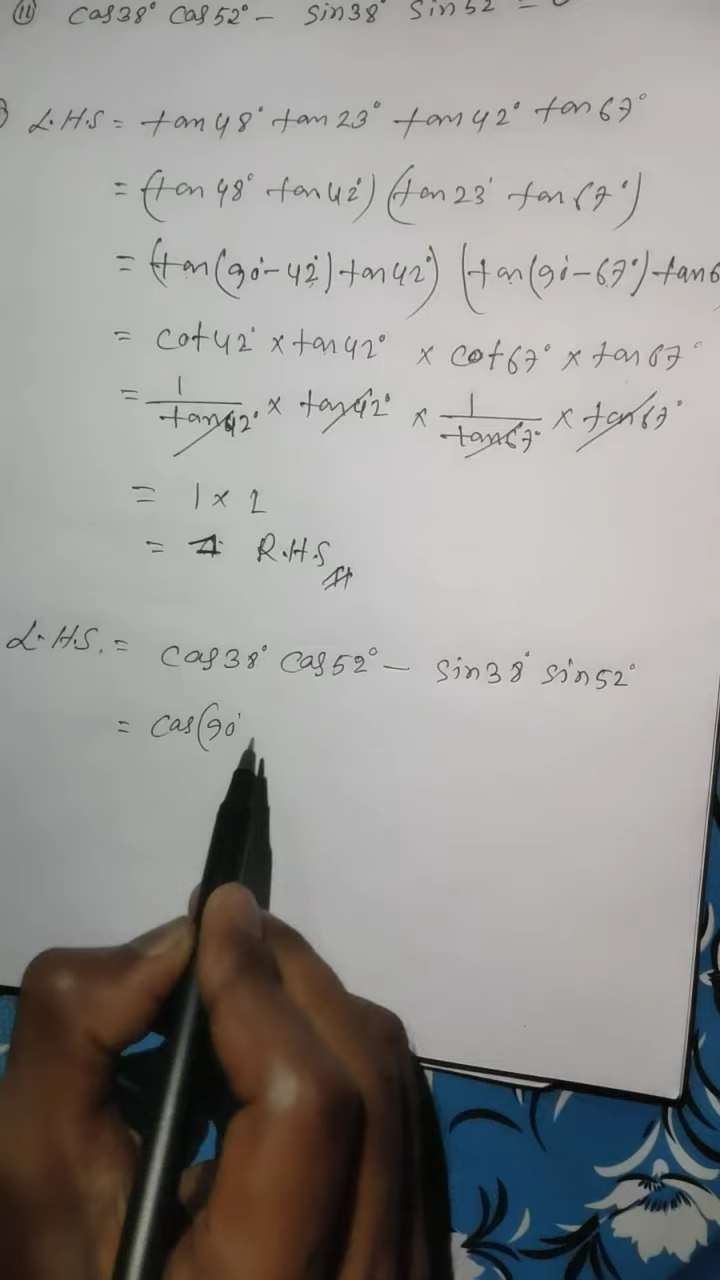 (ii) cos38° cos52° - sin38° sin52 =
L.H.S = tan48° tan23° tan42° tan67°
= (tan48° tan42°) (tan23° tan67°)
= (tan(90°-42°) tan42°) (tan(90°-67°) tan6
= cot42° × tan42° × cot67° × tan67°
= 1/tan42° × tan42° × 1/tan67° × tan67°
= 1 × 1
= 1 R.H.S
L.H.S. = cos38° cos52° - sin38° sin52°
= cos(90°